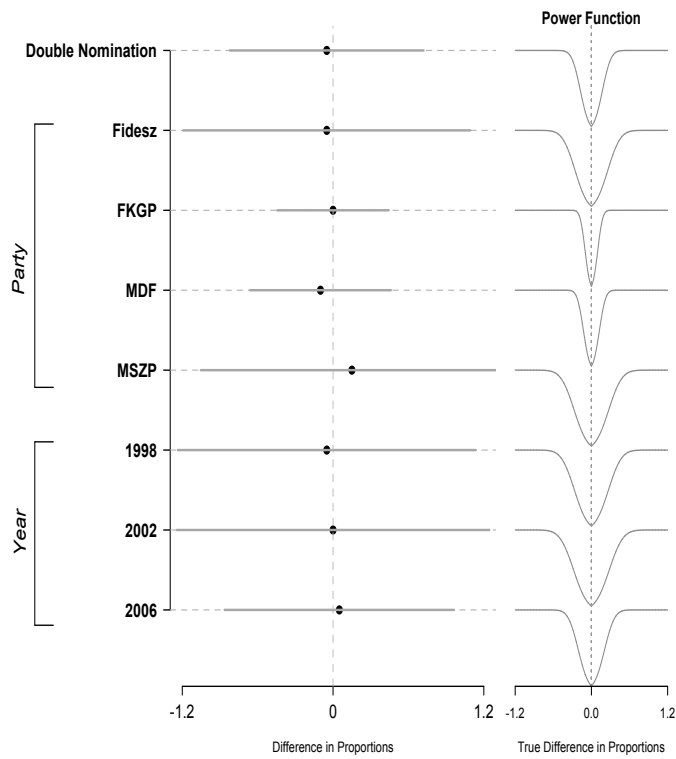 Power Function
Double Nomination
Fidesz
FKGP
MDF
MSZP
Party
1998
2002
2006
Year
-1.2 0 1.2
-1.2 0.0 1.2
Difference in Proportions
True Difference in Proportions